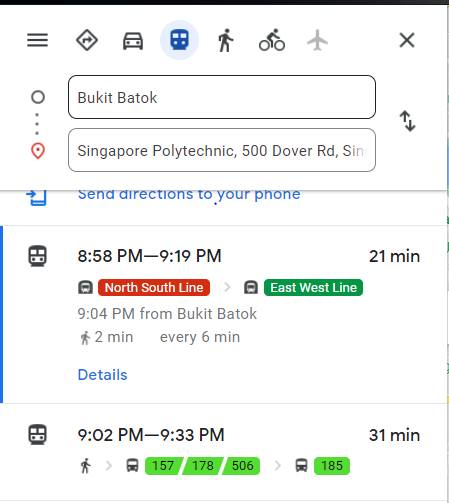 Bukit Batok
Singapore Polytechnic, 500 Dover Rd, Sin
Send directions to your phone
8:58 PM—9:19 PM 21 min
North South Line East West Line
9:04 PM from Bukit Batok
2 min every 6 min
Details
9:02 PM—9:33 PM 31 min
157 / 178 / 506 185